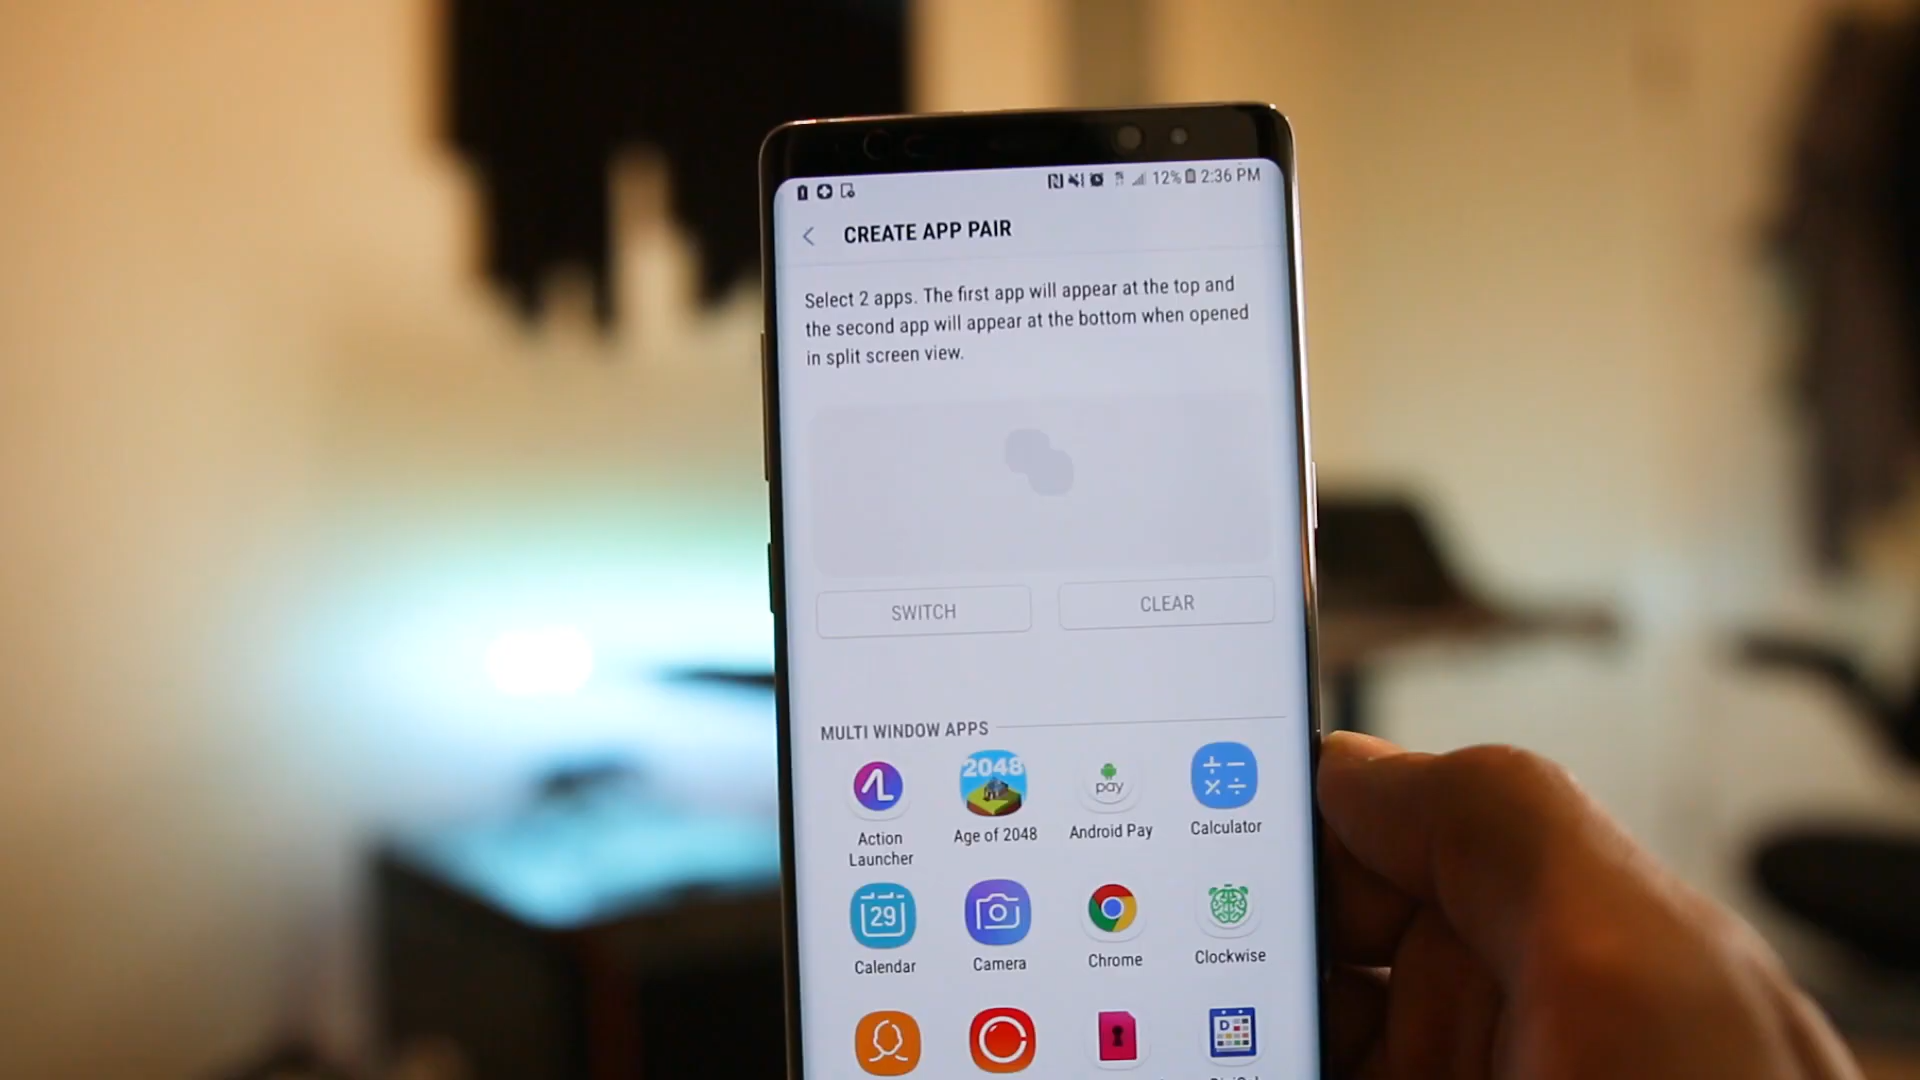 12% 2:36 PM
CREATE APP PAIR
Select 2 apps. The first app will appear at the top and
the second app will appear at the bottom when opened
in split screen view.
SWITCH CLEAR
MULTI WINDOW APPS
2048
pay
Action
Launcher
Age of 2048
Android Pay
Calculator
29
Calendar
Camera
Chrome
Clockwise
D